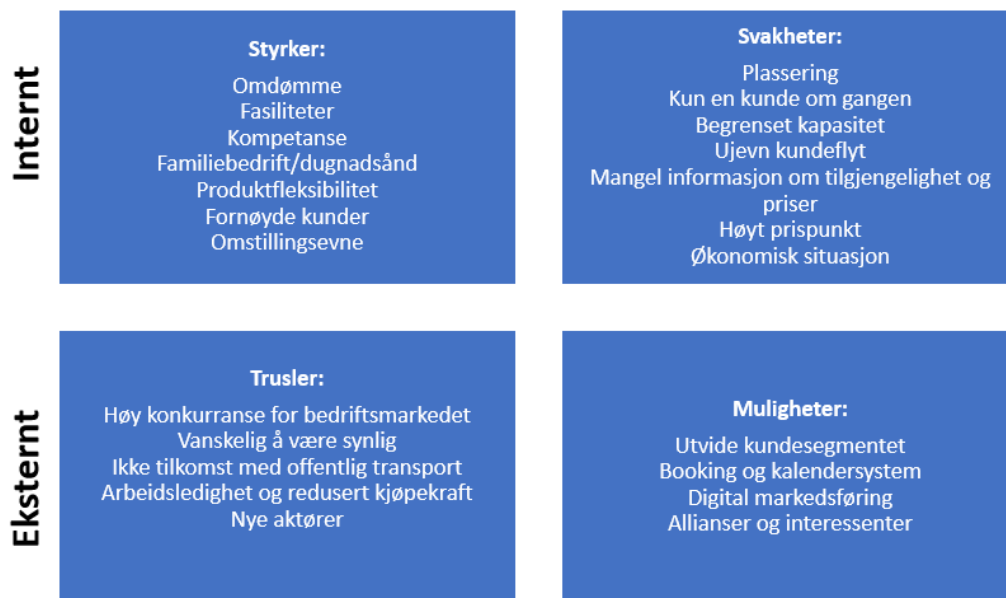 Internt
Styrker:
Omdømme
Fasiliteter
Kompetanse
Familiebedrift/dugnadsånd
Produktfleksibilitet
Fornøyde kunder
Omstillingsevne
Svakheter:
Plassering
Kun en kunde om gangen
Begrenset kapasitet
Ujevn kundeflyt
Mangel informasjon om tilgjengelighet og
priser
Høyt prispunkt
Økonomisk situasjon
Eksternt
Trusler:
Høy konkurranse for bedriftsmarkedet
Vanskelig å være synlig
Ikke tilkomst med offentlig transport
Arbeidsledighet og redusert kjøpekraft
Nye aktører
Muligheter:
Utvide kundesegmentet
Booking og kalendersystem
Digital markedsføring
Allianser og interessenter